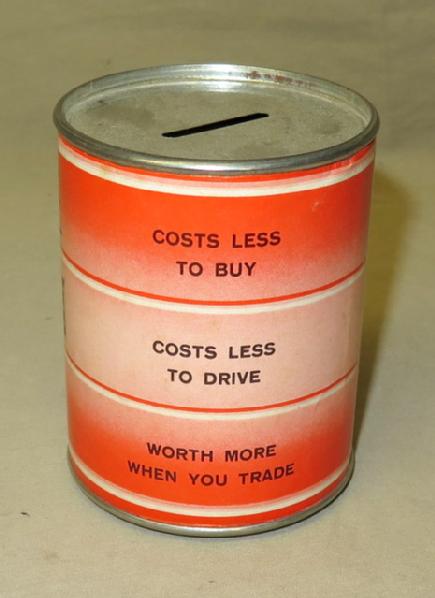 COSTS LESS
TO BUY
COSTS LESS
TO DRIVE
WORTH MORE
WHEN YOU TRADE